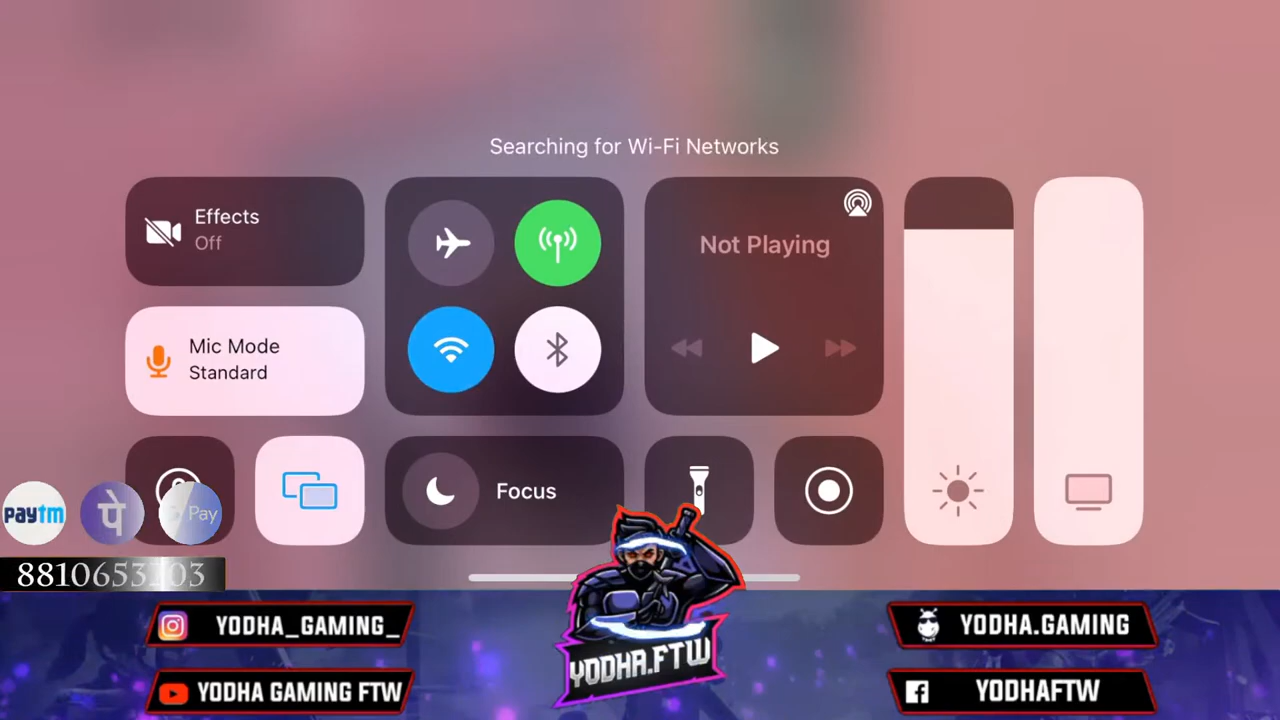 Searching for Wi-Fi Networks
Effects
Off
Not Playing
Mic Mode
Standard
Focus
paytm
पे
Pay
YODHA_GAMING_
YODHA GAMING FTW
YODHA.FTW
YODHA.GAMING
YODHAFTW